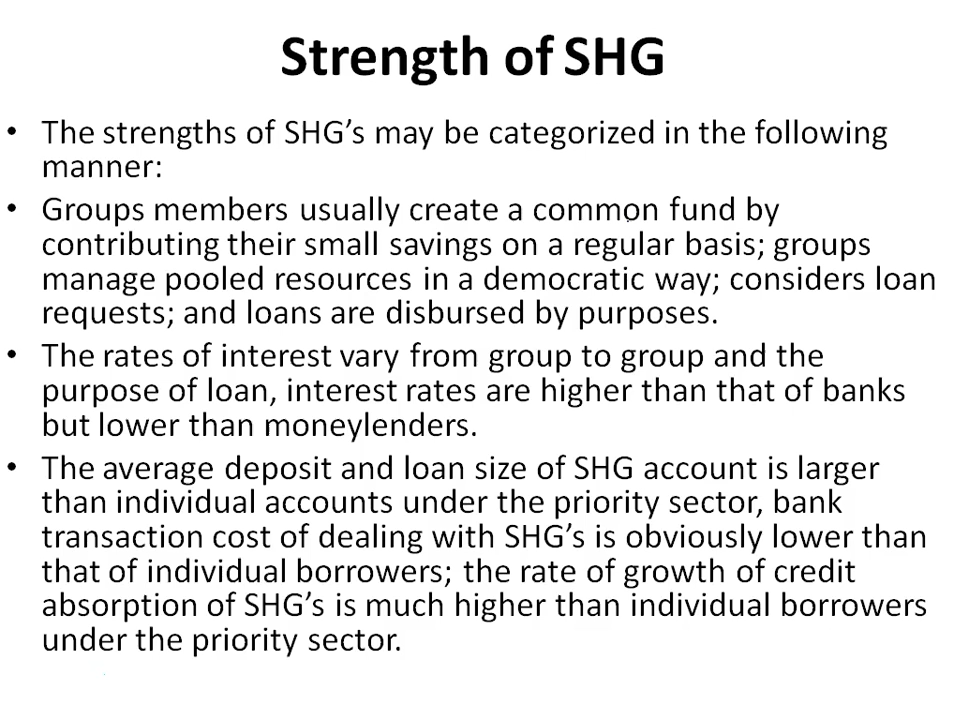 Strength of SHG
• The strengths of SHG’s may be categorized in the following
manner:
• Groups members usually create a common fund by
contributing their small savings on a regular basis; groups
manage pooled resources in a democratic way; considers loan
requests; and loans are disbursed by purposes.
• The rates of interest vary from group to group and the
purpose of loan, interest rates are higher than that of banks
but lower than moneylenders.
• The average deposit and loan size of SHG account is larger
than individual accounts under the priority sector, bank
transaction cost of dealing with SHG’s is obviously lower than
that of individual borrowers; the rate of growth of credit
absorption of SHG’s is much higher than individual borrowers
under the priority sector.